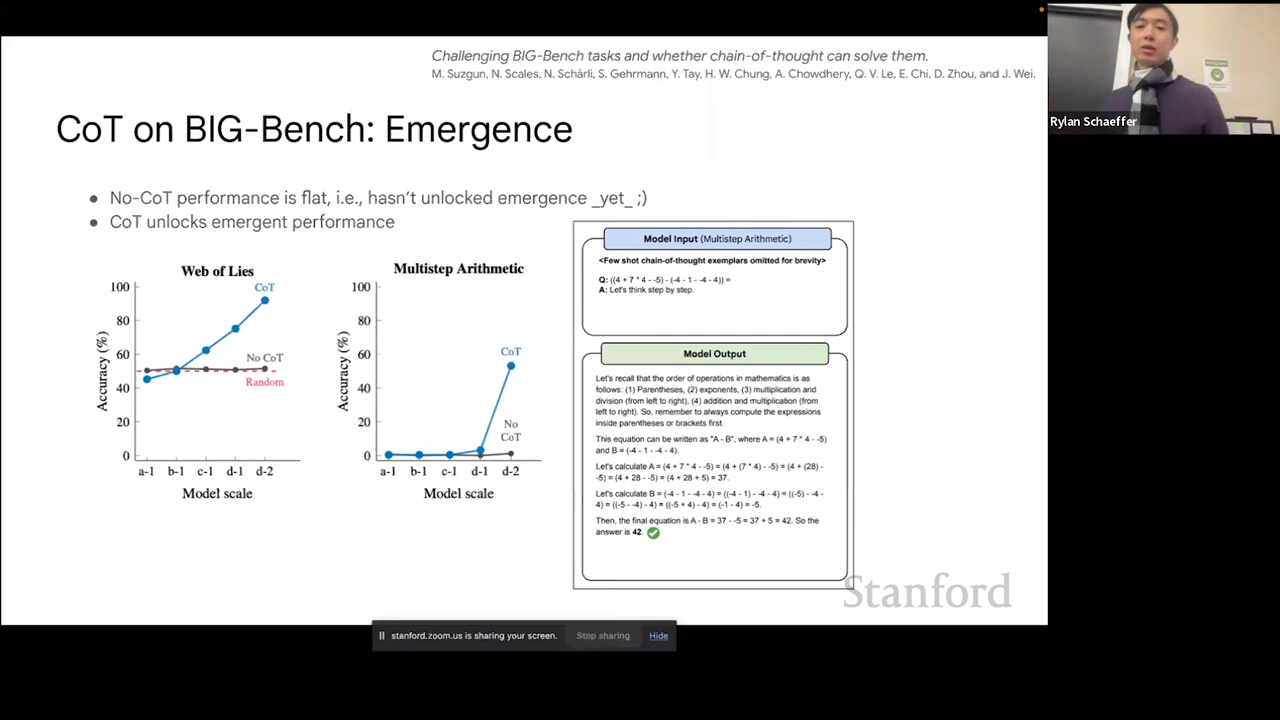 Challenging BIG-Bench tasks and whether chain-of-thought can solve them.
M. Suzgun, N. Scales, N. Schärli, S. Gehrmann, Y. Tay, H. W. Chung, A. Chowdhery, Q. V. Le, E. Chi, D. Zhou, and J. Wei.
Rylan Schaeffer
CoT on BIG-Bench: Emergence
● No-CoT performance is flat, i.e., hasn't unlocked emergence _yet_ ;)
● CoT unlocks emergent performance
Web of Lies
100
80
60
40
20
0
Accuracy (%)
CoT
No CoT
Random
a-1 b-1 c-1 d-1 d-2
Model scale
Multistep Arithmetic
100
80
60
40
20
0
Accuracy (%)
CoT
No
CoT
a-1 b-1 c-1 d-1 d-2
Model scale
Model Input (Multistep Arithmetic)
<Few shot chain-of-thought exemplars omitted for brevity>
Q: ((4 + 7 * 4 - -5) - (-4 - 1 - -4 - 4)) =
A: Let's think step by step.
Model Output
Let's recall that the order of operations in mathematics is as
follows: (1) Parentheses, (2) exponents, (3) multiplication and
division (from left to right), (4) addition and multiplication (from
left to right). So, remember to always compute the expressions
inside parentheses or brackets first.
This equation can be written as "A - B", where A = (4 + 7 * 4 - -5)
and B = (-4 - 1 - -4 - 4).
Let's calculate A = (4 + 7 * 4 - -5) = (4 + (7 * 4) - -5) = (4 + (28) -
-5) = (4 + 28 - -5) = (4 + 28 + 5) = 37.
Let's calculate B = (-4 - 1 - -4 - 4) = ((-4 - 1) - -4 - 4) = ((-5) - -4 -
4) = ((-5 - -4) - 4) = ((-5 + 4) - 4) = (-1 - 4) = -5.
Then, the final equation is A - B = 37 - -5 = 37 + 5 = 42. So the
answer is 42.
Stanford
stanford.zoom.us is sharing your screen. Stop sharing Hide